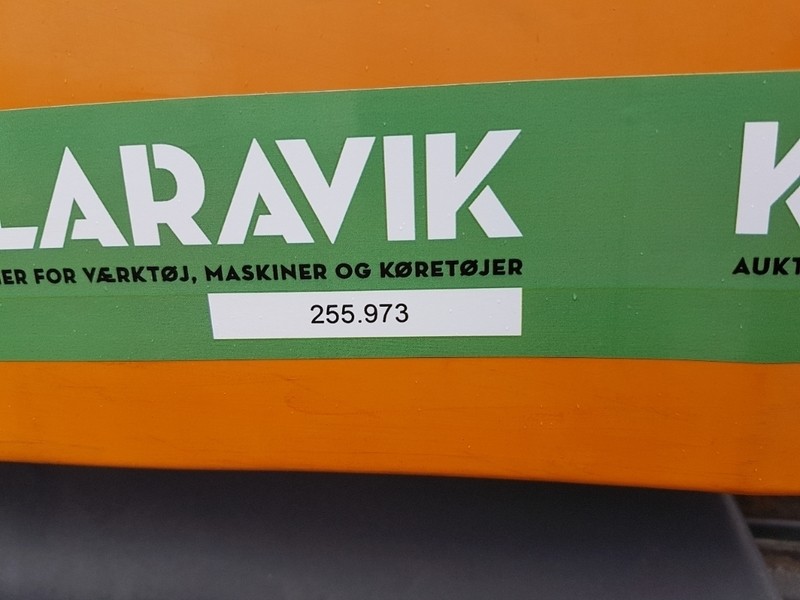 LARAVIK K
ER FOR VÆRKTØJ, MASKINER OG KØRETØJER AUKT
255.973